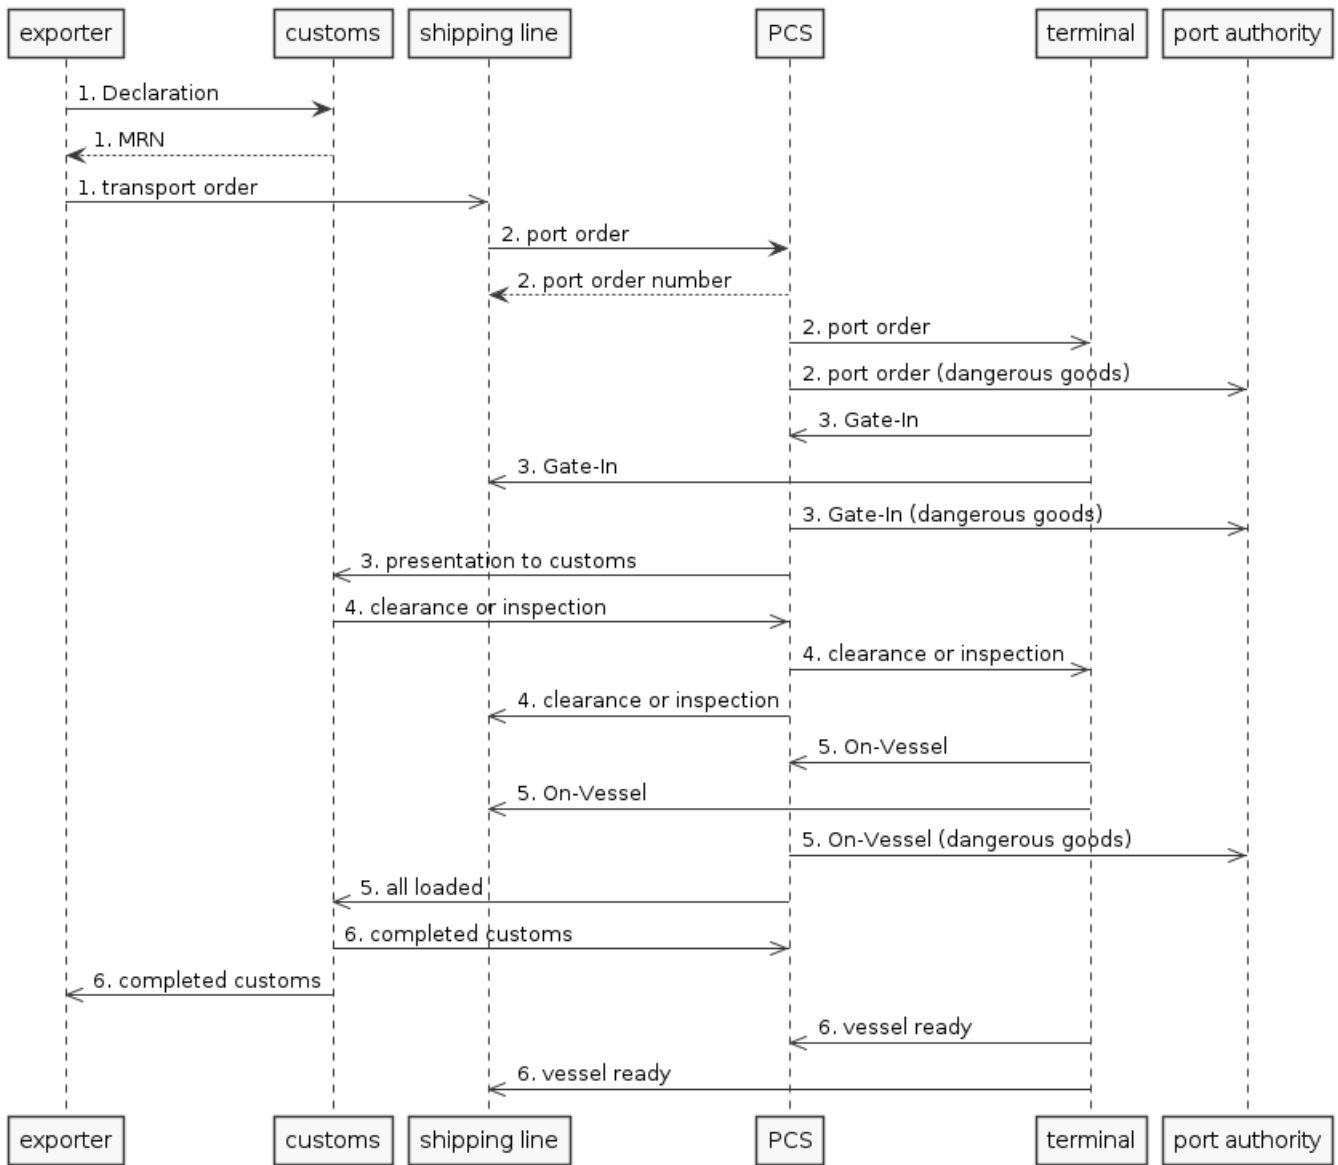 exporter
customs
shipping line
PCS
terminal
port authority
1. Declaration
1. MRN
1. transport order
2. port order
2. port order number
2. port order
2. port order (dangerous goods)
3. Gate-In
3. Gate-In
3. Gate-In (dangerous goods)
3. presentation to customs
4. clearance or inspection
4. clearance or inspection
4. clearance or inspection
5. On-Vessel
5. On-Vessel
5. On-Vessel (dangerous goods)
5. all loaded
6. completed customs
6. completed customs
6. vessel ready
6. vessel ready
exporter
customs
shipping line
PCS
terminal
port authority